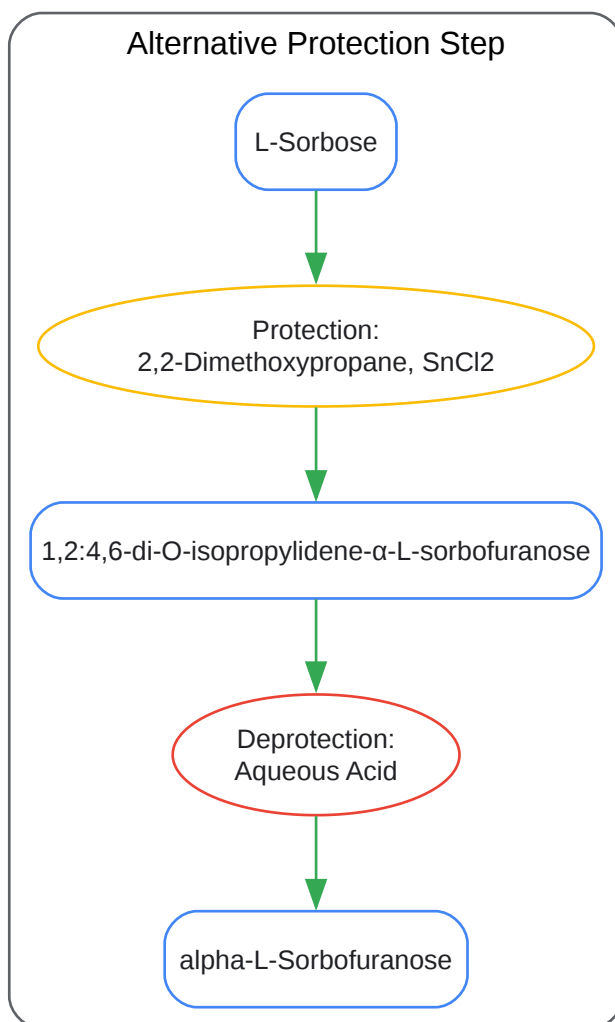 Alternative Protection Step
L-Sorbose
Protection:
2,2-Dimethoxypropane, SnCl2
1,2:4,6-di-O-isopropylidene-α-L-sorbofuranose
Deprotection:
Aqueous Acid
alpha-L-Sorbofuranose